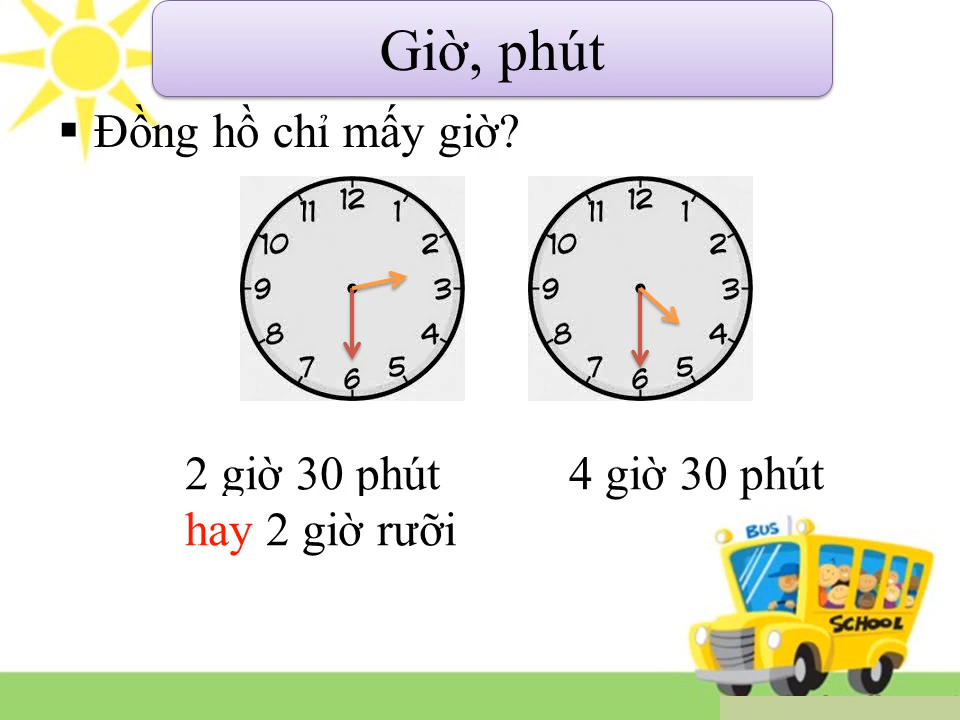 Giờ, phút
▪ Đồng hồ chỉ mấy giờ?
12 12
11 1 11 1
10 2 10 2
9 3 9 3
8 4 8 4
7 5 7 5
6 6
2 giờ 30 phút 4 giờ 30 phút
hay 2 giờ rưỡi
BUS
SCHOOL